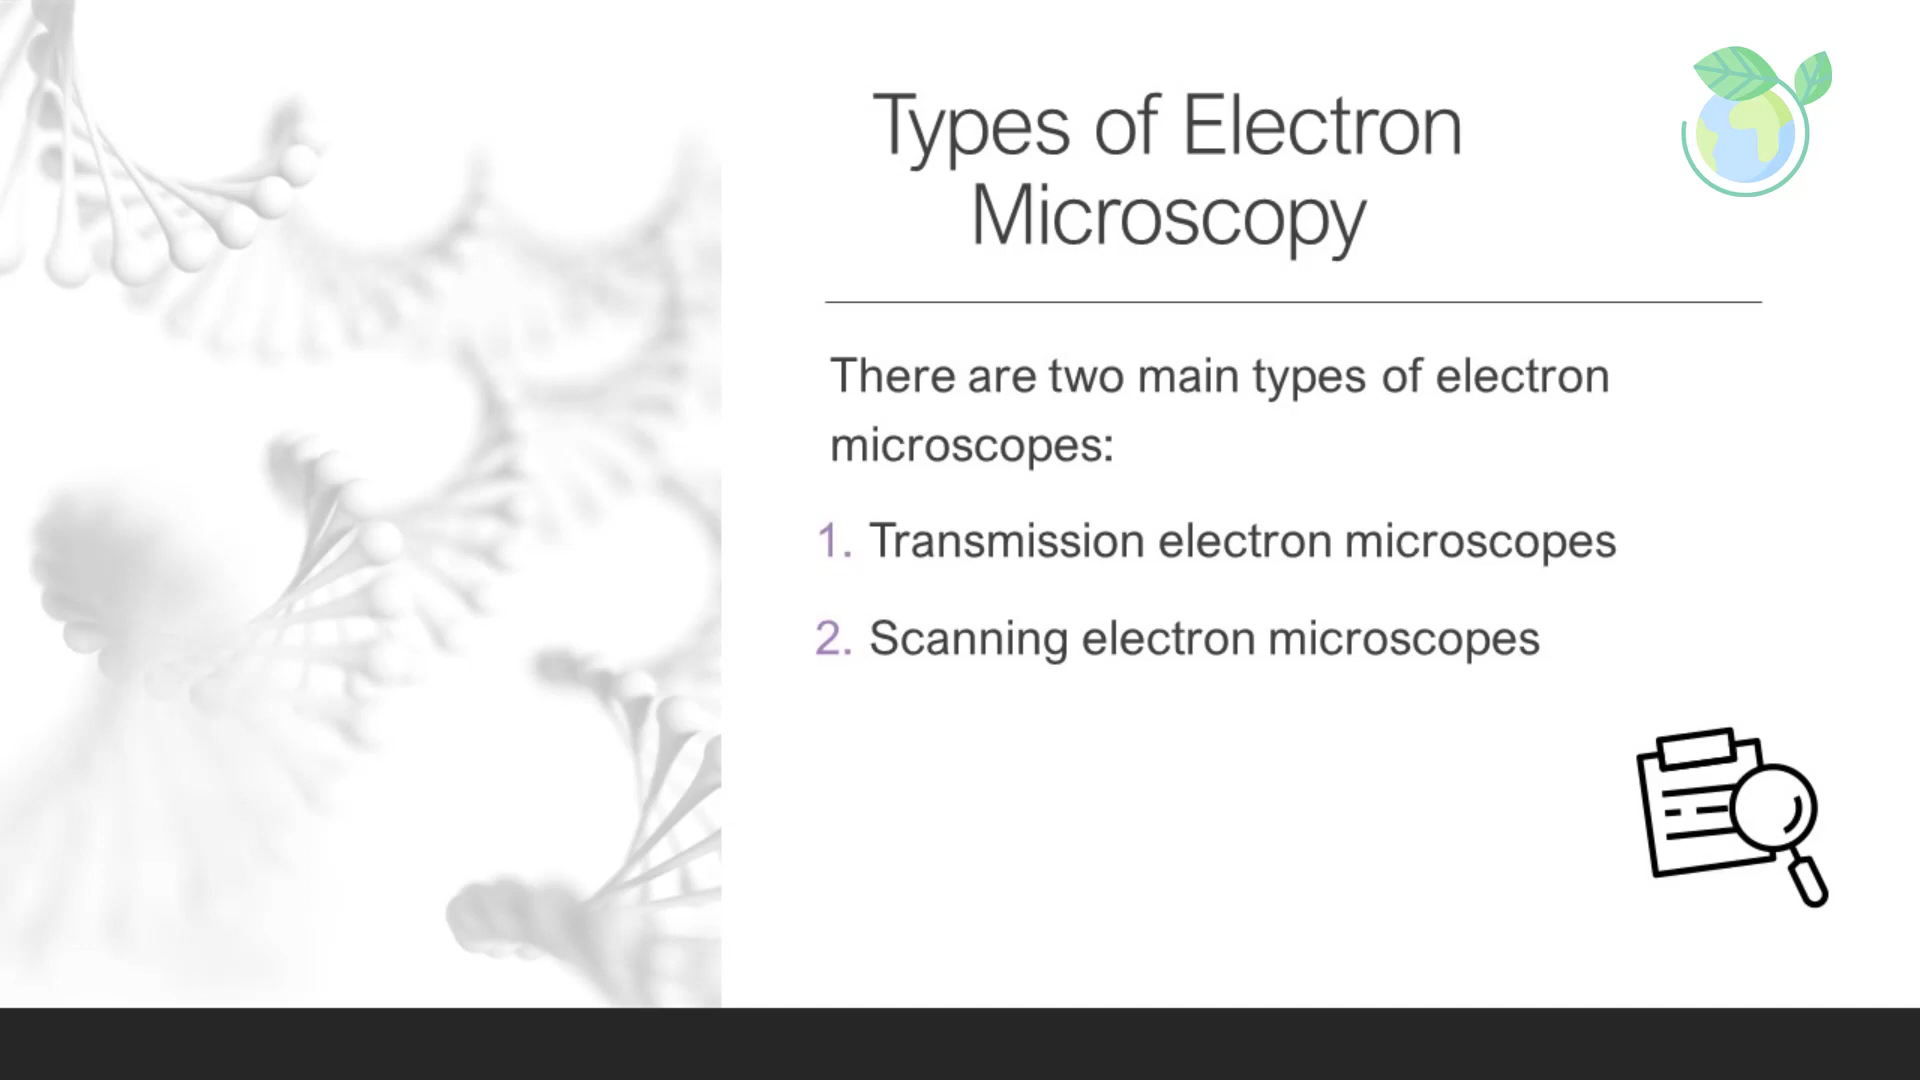 Types of Electron
Microscopy
There are two main types of electron
microscopes:
1. Transmission electron microscopes
2. Scanning electron microscopes